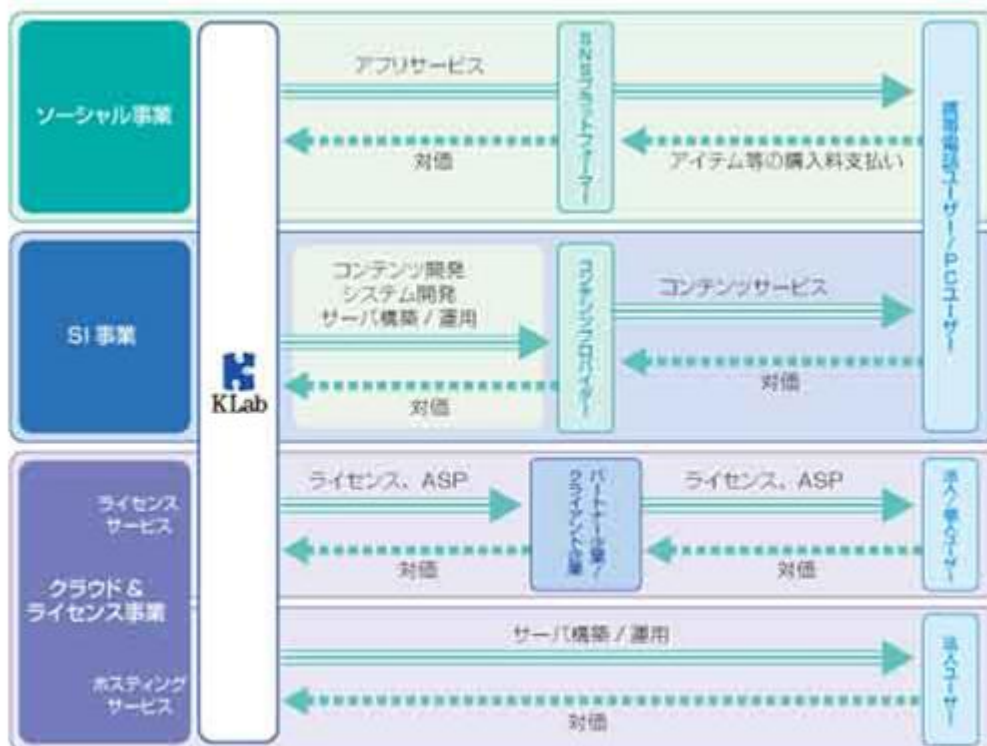 ソーシャル事業
アプリサービス
対価
SNSプラットフォーマー
アイテム等の購入料支払い
携帯電話ユーザー/PCユーザー
SI事業
コンテンツ開発
システム開発
サーバ構築 / 運用
対価
コンテンツプロバイダー
コンテンツサービス
対価
KLab
ライセンス
サービス
クラウド&
ライセンス事業
ホスティング
サービス
ライセンス、ASP
対価
パートナー企業/
クライアント企業
ライセンス、ASP
対価
法人/個人ユーザー
サーバ構築 / 運用
対価
法人ユーザー